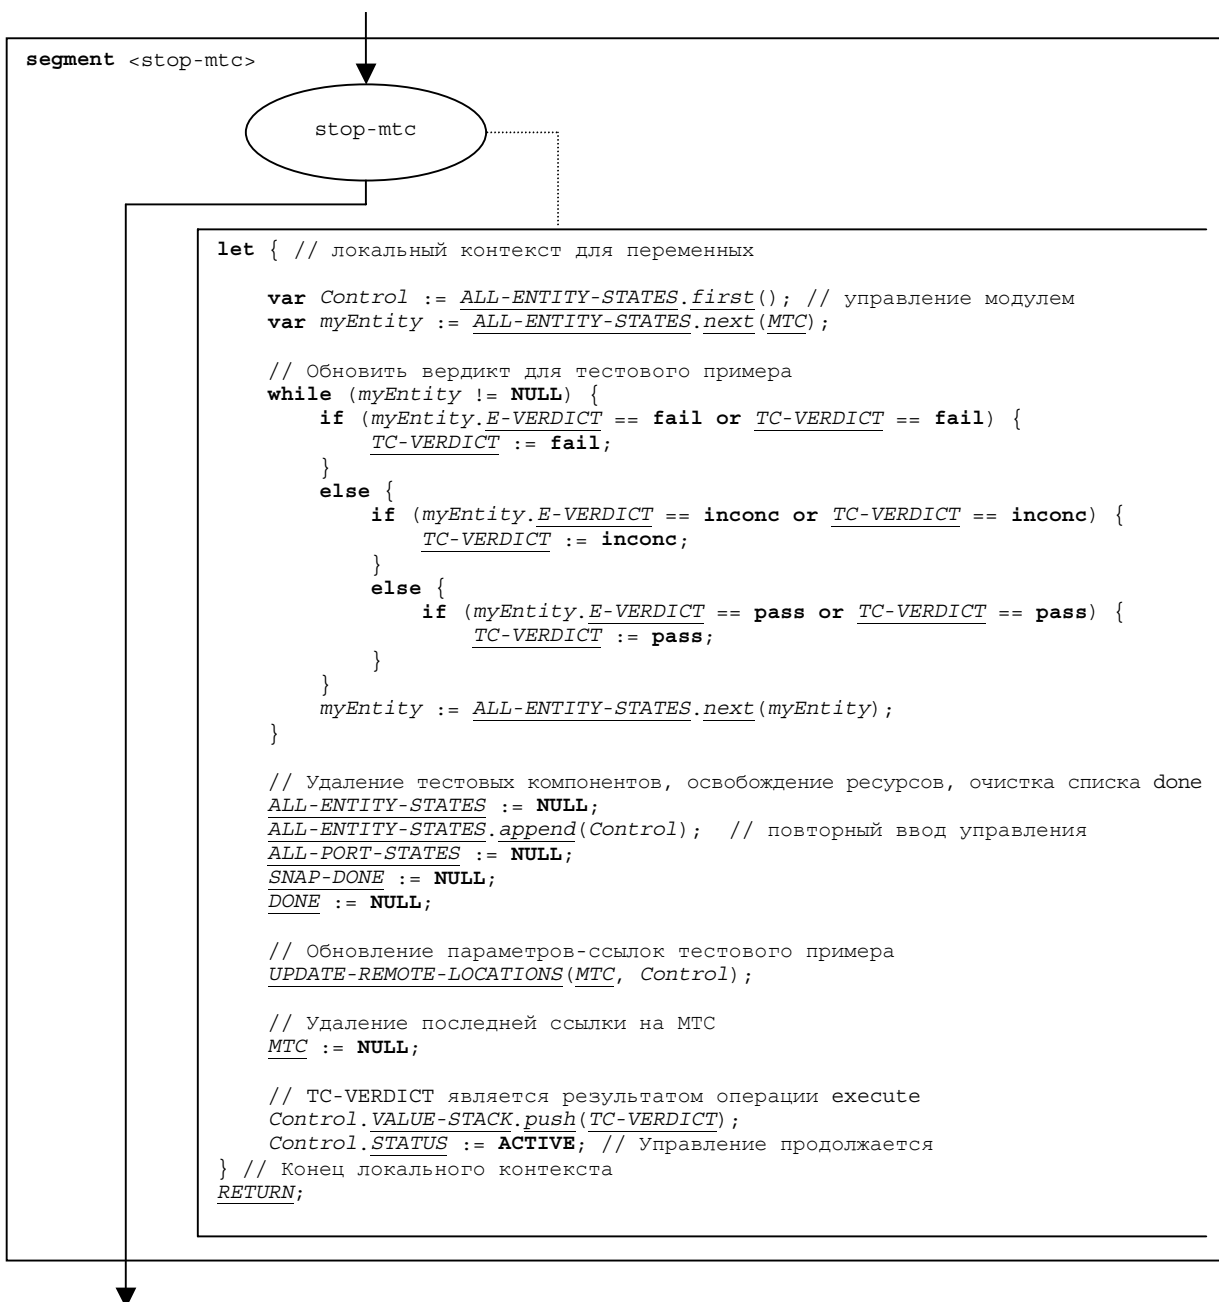 segment <stop-mtc>
stop-mtc
let { // локальный контекст для переменных
var Control := ALL-ENTITY-STATES.first(); // управление модулем
var myEntity := ALL-ENTITY-STATES.next(MTC);
// Обновить вердикт для тестового примера
while (myEntity != NULL) {
if (myEntity.E-VERDICT == fail or TC-VERDICT == fail) {
TC-VERDICT := fail;
}
else {
if (myEntity.E-VERDICT == inconc or TC-VERDICT == inconc) {
TC-VERDICT := inconc;
}
else {
if (myEntity.E-VERDICT == pass or TC-VERDICT == pass) {
TC-VERDICT := pass;
}
}
myEntity := ALL-ENTITY-STATES.next(myEntity);
}
// Удаление тестовых компонентов, освобождение ресурсов, очистка списка done
ALL-ENTITY-STATES := NULL;
ALL-ENTITY-STATES.append(Control); // повторный ввод управления
ALL-PORT-STATES := NULL;
SNAP-DONE := NULL;
DONE := NULL;
// Обновление параметров-ссылок тестового примера
UPDATE-REMOTE-LOCATIONS(MTC, Control);
// Удаление последней ссылки на MTC
MTC := NULL;
// TC-VERDICT является результатом операции execute
Control.VALUE-STACK.push(TC-VERDICT);
Control.STATUS := ACTIVE; // Управление продолжается
} // Конец локального контекста
RETURN;